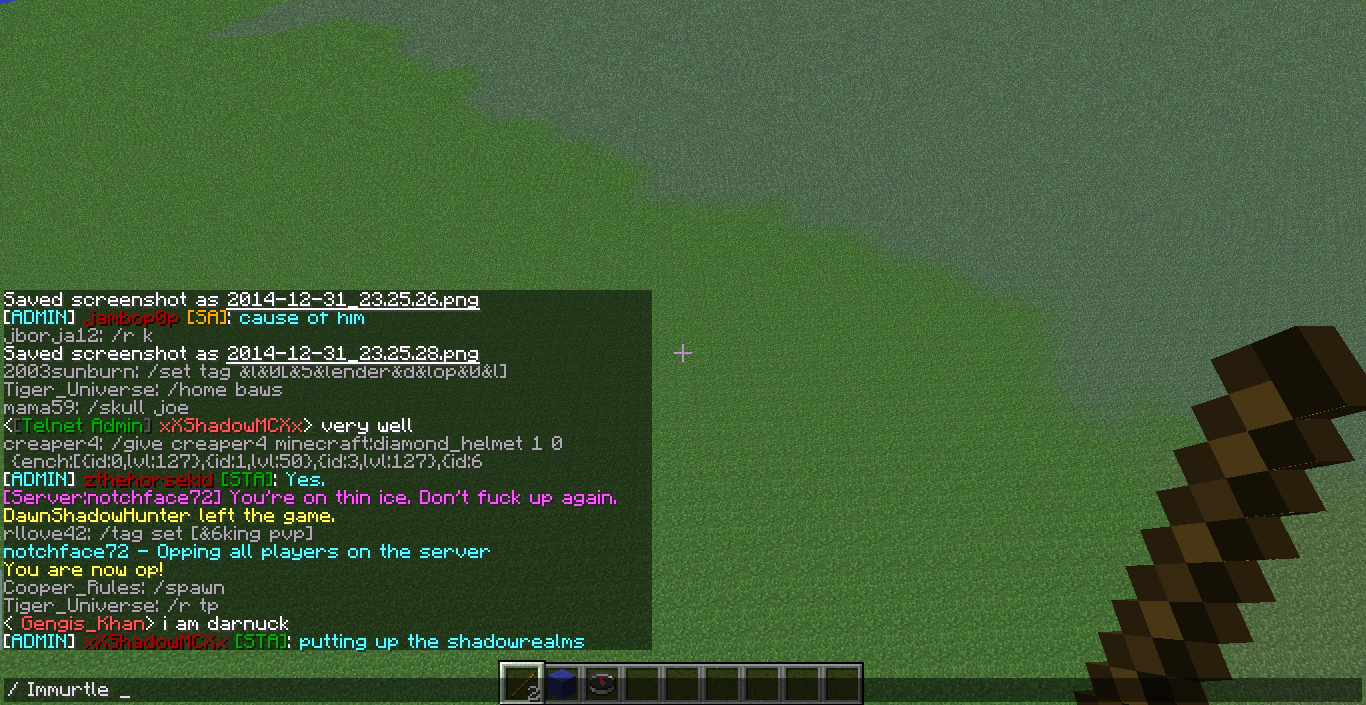 Saved screenshot as 2014-12-31_23.25.26.png
[ADMIN] jambop0p [SA]: cause of him
jborja12: /r k
Saved screenshot as 2014-12-31_23.25.28.png
2003sunburn: /set tag &l&0L&5&lender&d&lop&0&l]
Tiger_Universe: /home baws
mama59: /skull joe
<[Telnet Admin] xXShadowMCXx> very well
creaper4: /give creaper4 minecraft:diamond_helmet 1 0
{ench:[{id:0,lvl:127},{id:1,lvl:50},{id:3,lvl:127},{id:6
[ADMIN] zthehorsekid [STA]: Yes.
[Server:notchface72] You're on thin ice. Don't fuck up again.
DawnShadowHunter left the game.
rllove42: /tag set [&6king pvp]
notchface72 - Opping all players on the server
You are now op!
Cooper_Rules: /spawn
Tiger_Universe: /r tp
< Gengis_Khan> i am darnuck
[ADMIN] xXShadowMCXx [STA]: putting up the shadowrealms
2
/ Immurtle _